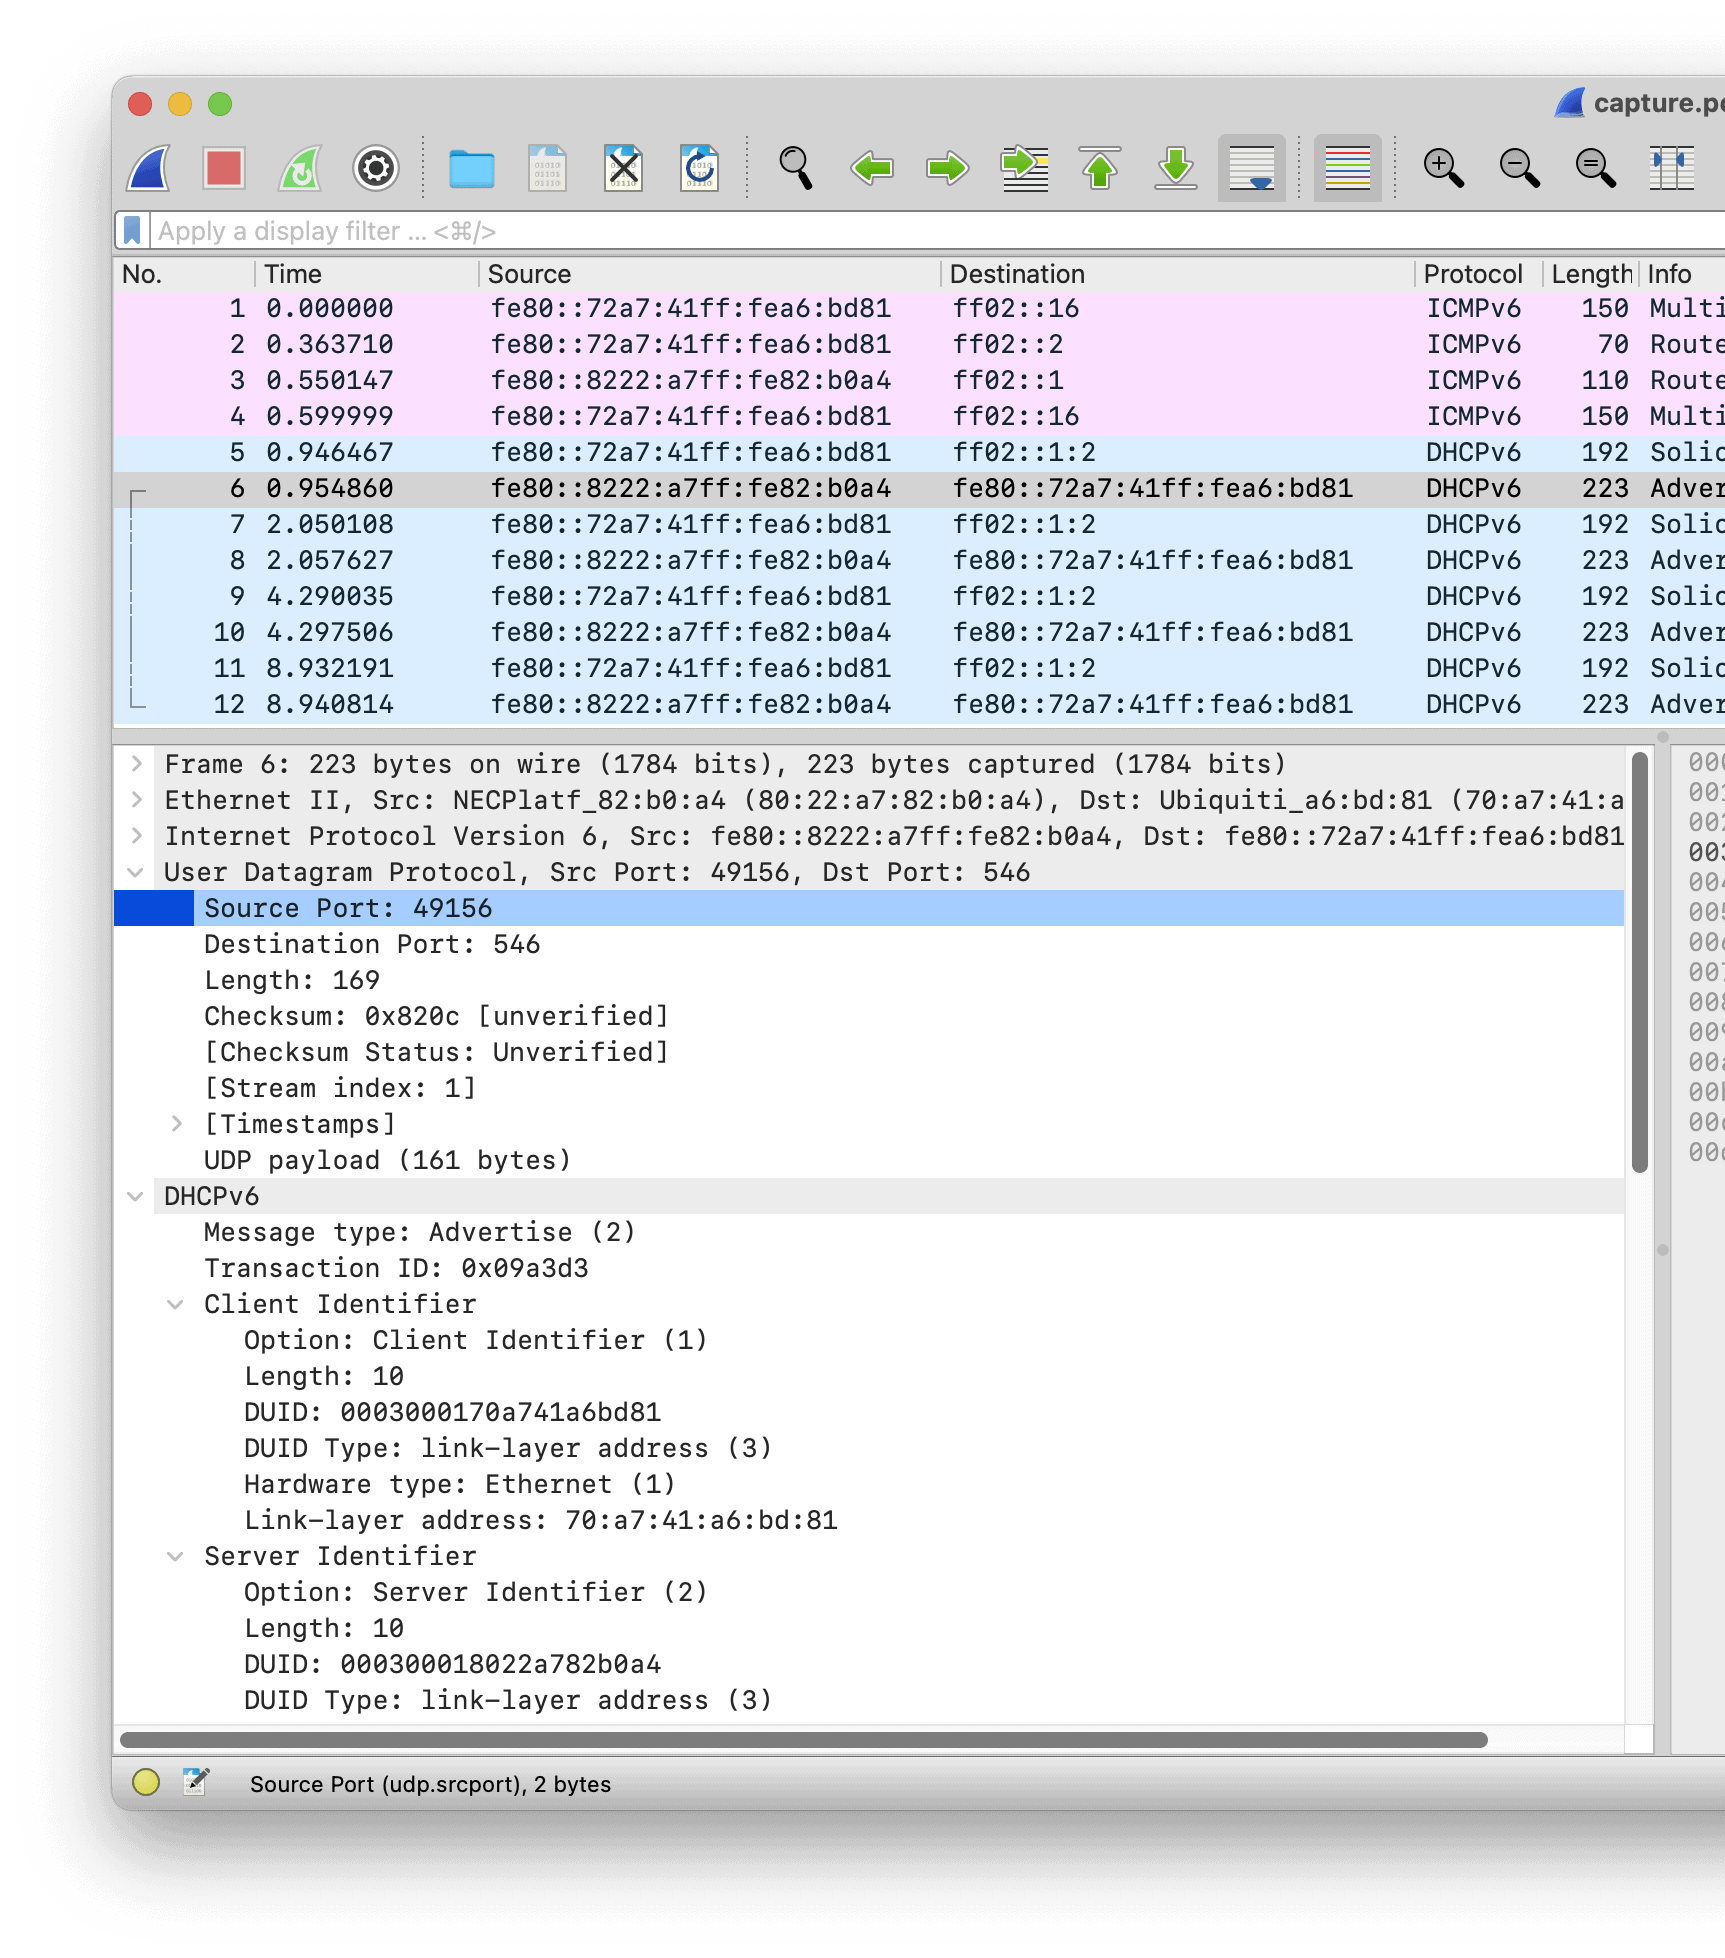 capture.pc
Apply a display filter ... <⌘/>
No. Time Source Destination Protocol Length Info
1 0.000000 fe80::72a7:41ff:fea6:bd81 ff02::16 ICMPv6 150 Multi
2 0.363710 fe80::72a7:41ff:fea6:bd81 ff02::2 ICMPv6 70 Route
3 0.550147 fe80::8222:a7ff:fe82:b0a4 ff02::1 ICMPv6 110 Route
4 0.599999 fe80::72a7:41ff:fea6:bd81 ff02::16 ICMPv6 150 Multi
5 0.946467 fe80::72a7:41ff:fea6:bd81 ff02::1:2 DHCPv6 192 Solic
6 0.954860 fe80::8222:a7ff:fe82:b0a4 fe80::72a7:41ff:fea6:bd81 DHCPv6 223 Adver
7 2.050108 fe80::72a7:41ff:fea6:bd81 ff02::1:2 DHCPv6 192 Solic
8 2.057627 fe80::8222:a7ff:fe82:b0a4 fe80::72a7:41ff:fea6:bd81 DHCPv6 223 Adver
9 4.290035 fe80::72a7:41ff:fea6:bd81 ff02::1:2 DHCPv6 192 Solic
10 4.297506 fe80::8222:a7ff:fe82:b0a4 fe80::72a7:41ff:fea6:bd81 DHCPv6 223 Adver
11 8.932191 fe80::72a7:41ff:fea6:bd81 ff02::1:2 DHCPv6 192 Solic
12 8.940814 fe80::8222:a7ff:fe82:b0a4 fe80::72a7:41ff:fea6:bd81 DHCPv6 223 Adver
Frame 6: 223 bytes on wire (1784 bits), 223 bytes captured (1784 bits)
Ethernet II, Src: NECPlatf_82:b0:a4 (80:22:a7:82:b0:a4), Dst: Ubiquiti_a6:bd:81 (70:a7:41:a
Internet Protocol Version 6, Src: fe80::8222:a7ff:fe82:b0a4, Dst: fe80::72a7:41ff:fea6:bd81
User Datagram Protocol, Src Port: 49156, Dst Port: 546
Source Port: 49156
Destination Port: 546
Length: 169
Checksum: 0x820c [unverified]
[Checksum Status: Unverified]
[Stream index: 1]
[Timestamps]
UDP payload (161 bytes)
DHCPv6
Message type: Advertise (2)
Transaction ID: 0x09a3d3
Client Identifier
Option: Client Identifier (1)
Length: 10
DUID: 0003000170a741a6bd81
DUID Type: link-layer address (3)
Hardware type: Ethernet (1)
Link-layer address: 70:a7:41:a6:bd:81
Server Identifier
Option: Server Identifier (2)
Length: 10
DUID: 000300018022a782b0a4
DUID Type: link-layer address (3)
Source Port (udp.srcport), 2 bytes